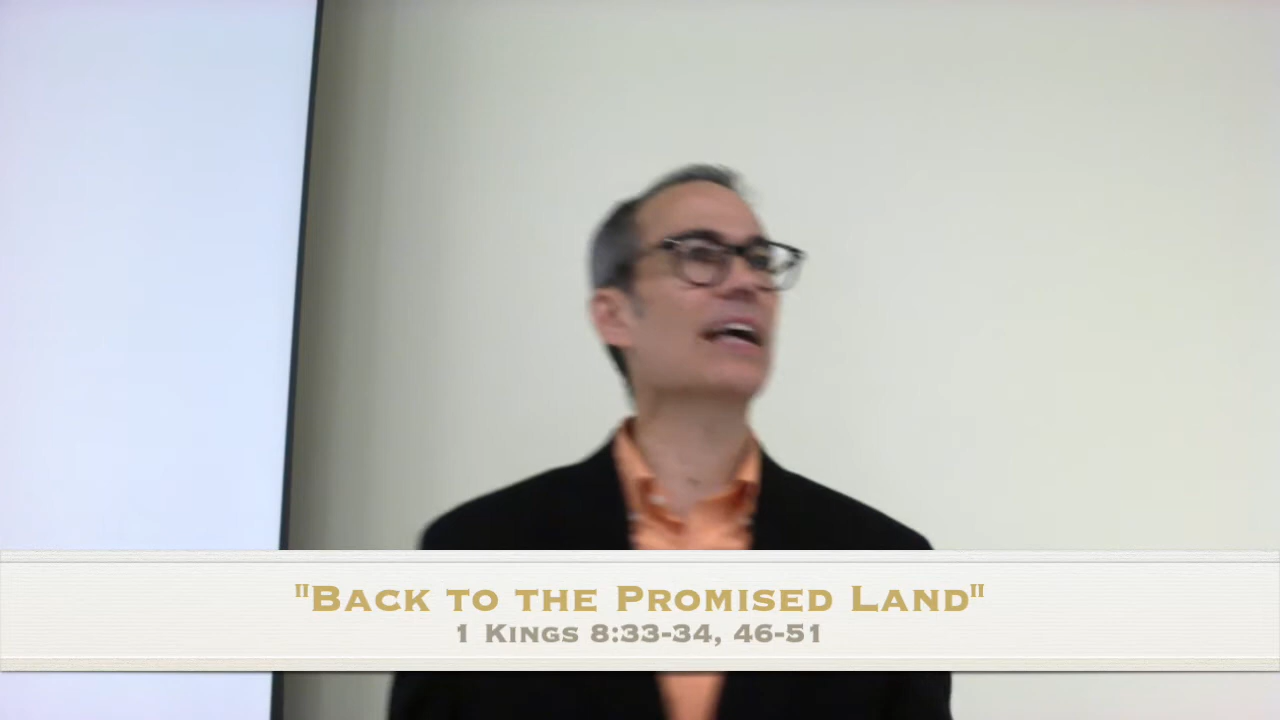 "Back to the Promised Land"
1 Kings 8:33-34, 46-51